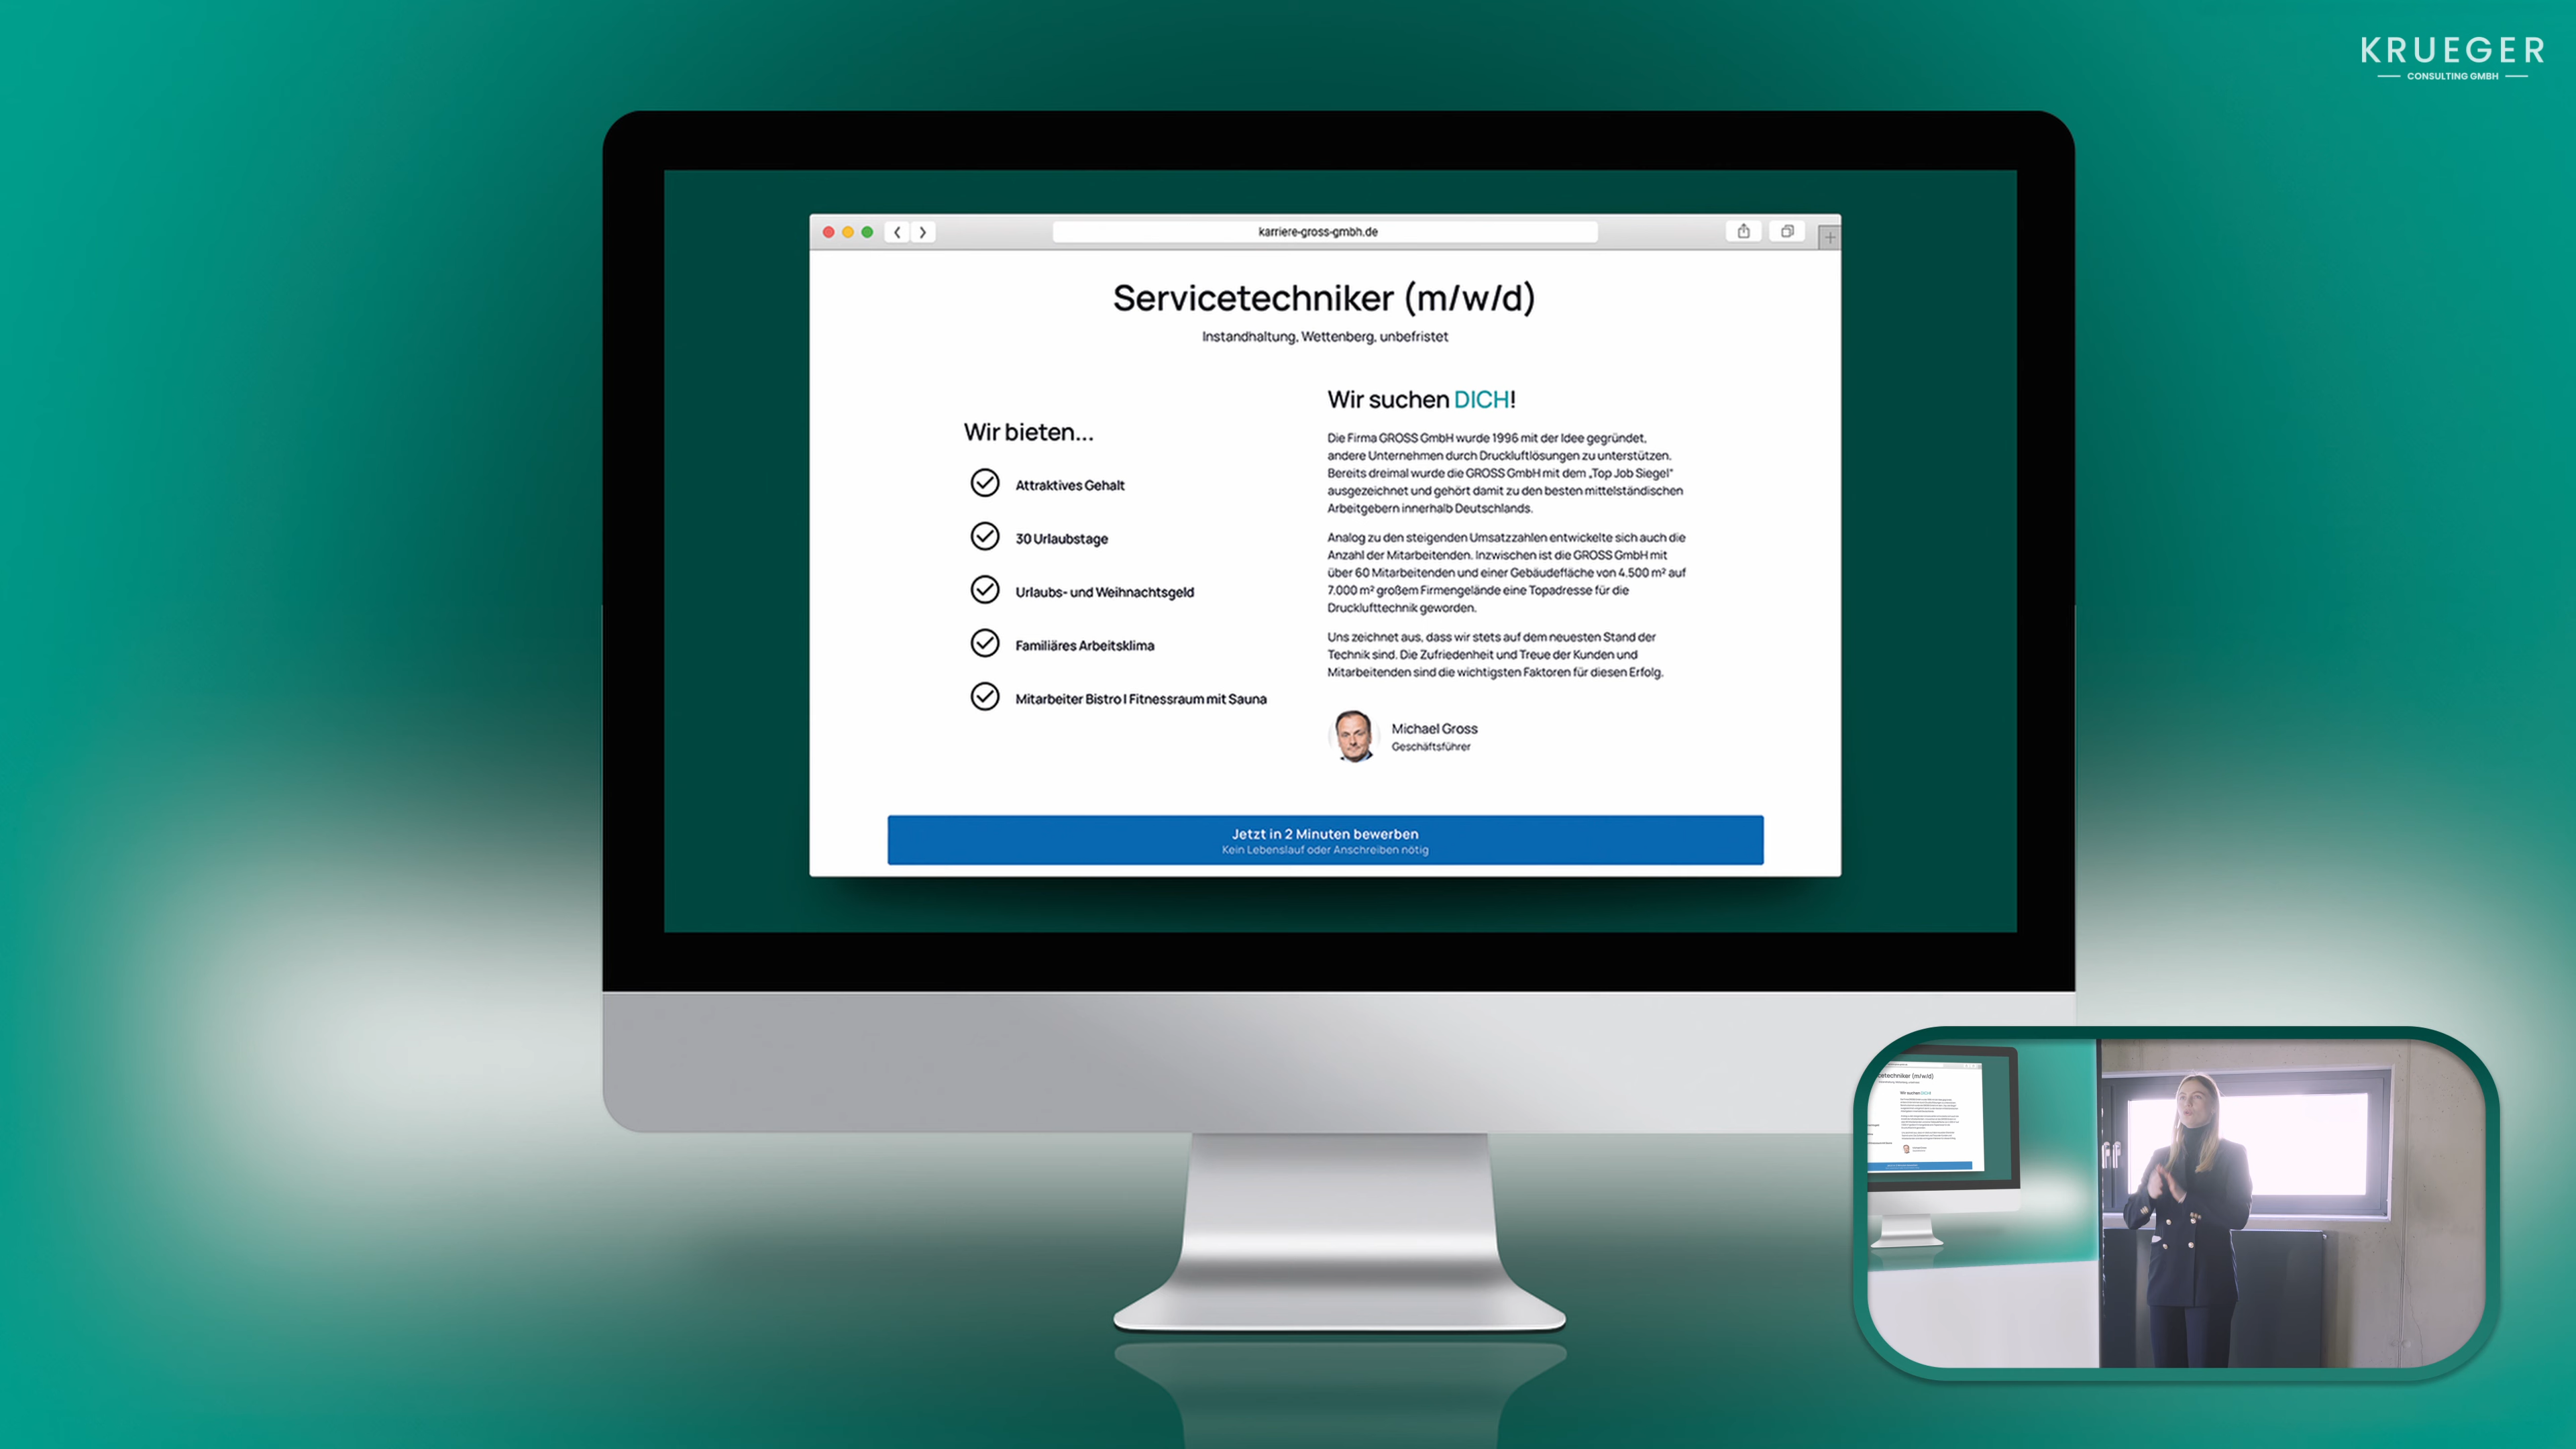 KRUEGER
CONSULTING GMBH
karriere-gross-gmbh.de
Servicetechniker (m/w/d)
Instandhaltung, Wettenberg, unbefristet
Wir bieten...
Attraktives Gehalt
30 Urlaubstage
Urlaubs- und Weihnachtsgeld
Familiäres Arbeitsklima
Mitarbeiter Bistro I Fitnessraum mit Sauna
Wir suchen DICH!
Die Firma GROSS GmbH wurde 1996 mit der Idee gegründet,
andere Unternehmen durch Druckluftlösungen zu unterstützen.
Bereits dreimal wurde die GROSS GmbH mit dem „Top Job Siegel“
ausgezeichnet und gehört damit zu den besten mittelständischen
Arbeitgebern innerhalb Deutschlands.
Analog zu den steigenden Umsatzzahlen entwickelte sich auch die
Anzahl der Mitarbeitenden. Inzwischen ist die GROSS GmbH mit
über 60 Mitarbeitenden und einer Gebäudefläche von 4.500 m² auf
7.000 m² großem Firmengelände eine Topadresse für die
Drucklufttechnik geworden.
Uns zeichnet aus, dass wir stets auf dem neuesten Stand der
Technik sind. Die Zufriedenheit und Treue der Kunden und
Mitarbeitenden sind die wichtigsten Faktoren für diesen Erfolg.
Michael Gross
Geschäftsführer
Jetzt in 2 Minuten bewerben
Kein Lebenslauf oder Anschreiben nötig
(m/w/d)
Wir suchen DICH!